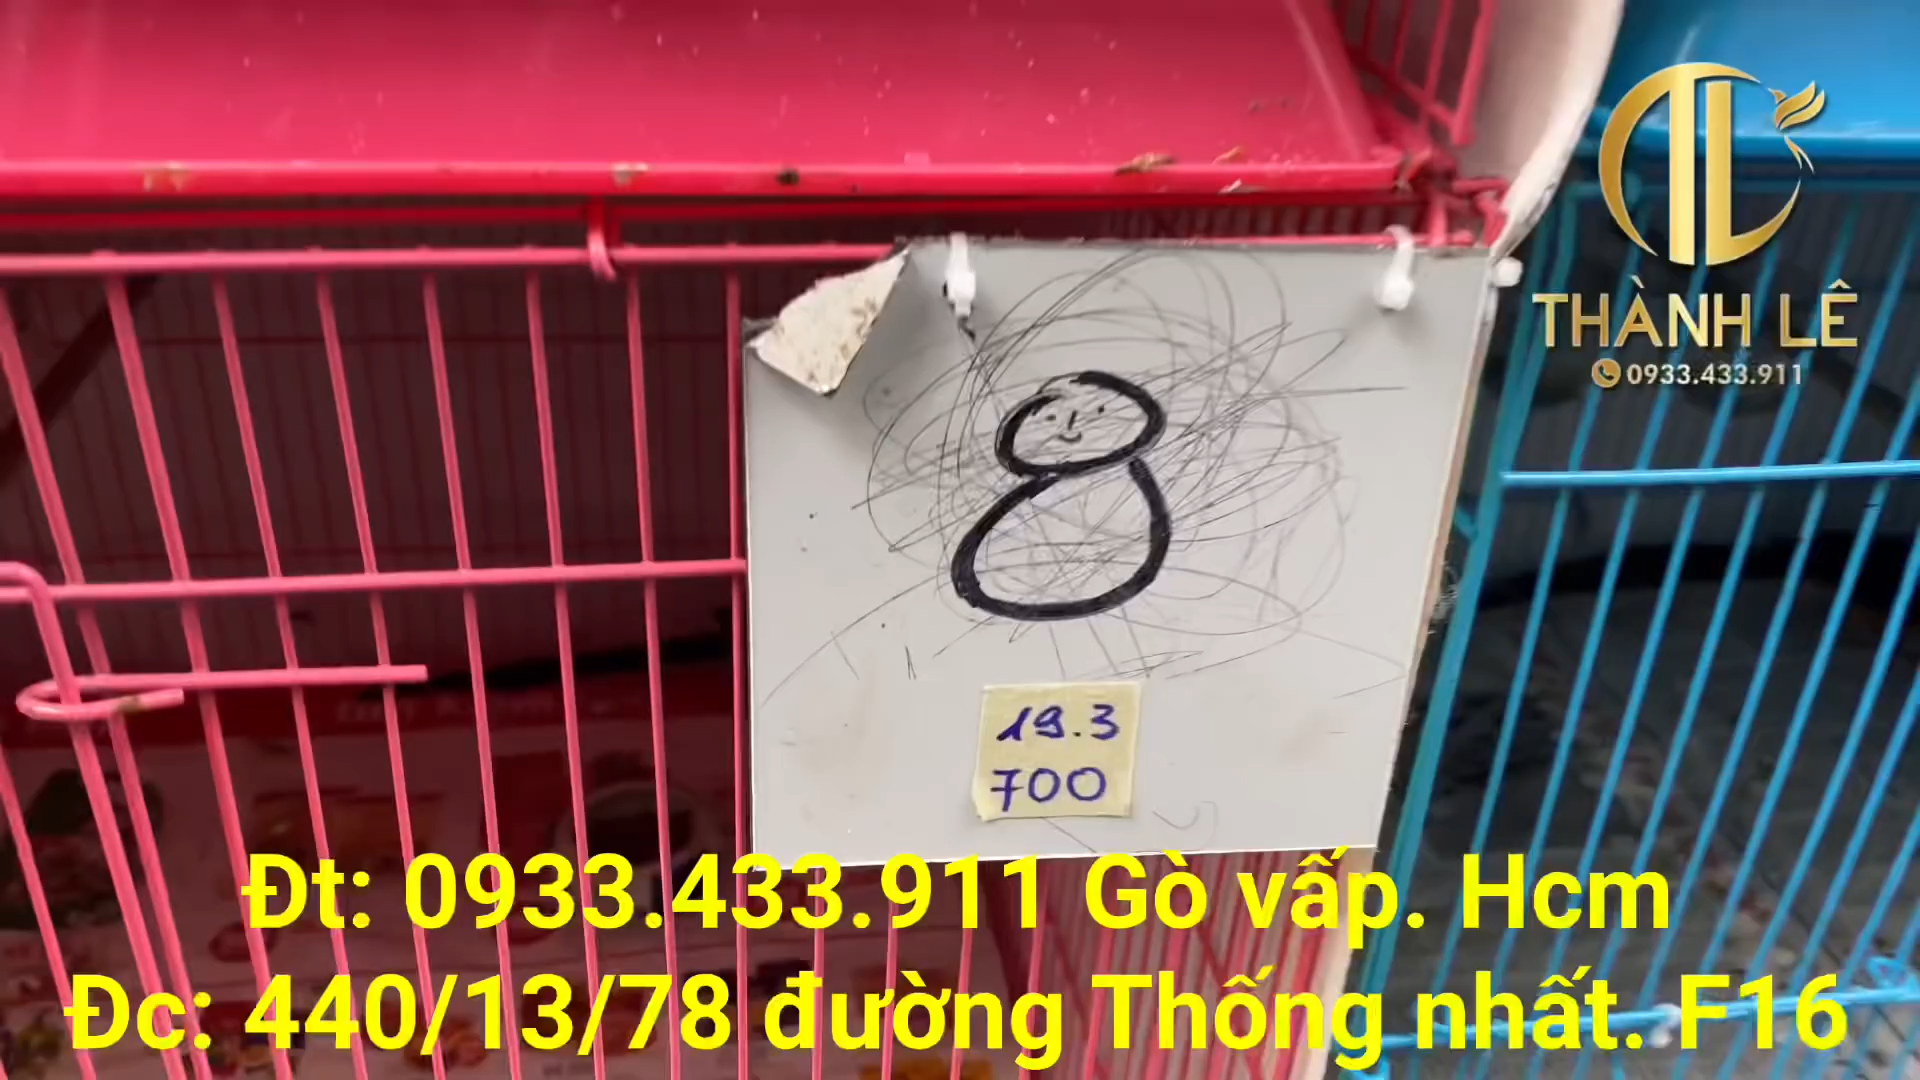 THÀNH LÊ
0933.433.911
8
19.3
700
Đt: 0933.433.911 Gò vấp. Hcm
Đc: 440/13/78 đường Thống nhất. F16